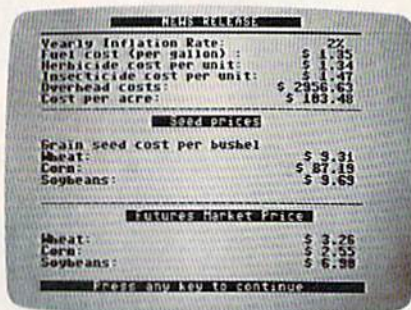 NEWS RELEASE
Yearly Inflation Rate: 2%
Fuel cost (per gallon) : $ 1.35
Herbicide cost per unit: $ 1.34
Insecticide cost per unit: $ 1.47
Overhead costs: $ 2956.63
Cost per acre: $ 183.48
Seed prices
Grain seed cost per bushel
Wheat: $ 9.31
Corn: $ 87.19
Soybeans: $ 9.69
Futures Market Price
Wheat: $ 3.26
Corn: $ 2.55
Soybeans: $ 6.98
Press any key to continue